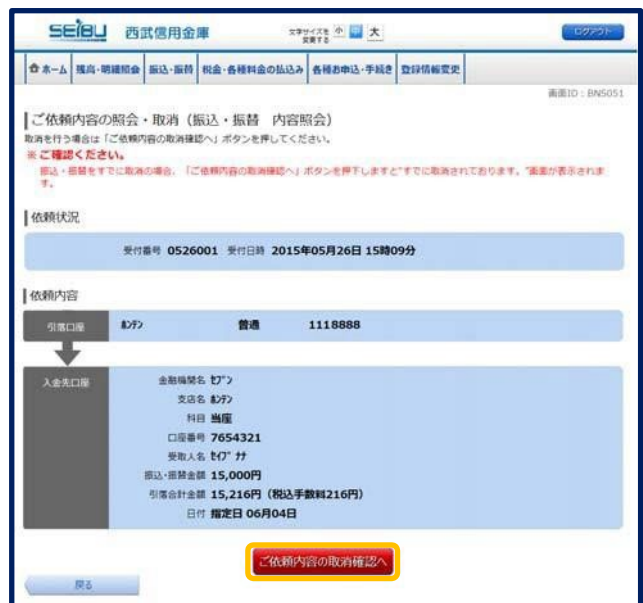 SEIBU 西武信用金庫
文字サイズを変更する 小 中 大
ログアウト
ホーム 残高・明細照会 振込・振替 税金・各種料金の払込み 各種お申込・手続き 登録情報変更
画面ID：BNS051
ご依頼内容の照会・取消（振込・振替 内容照会）
取消を行う場合は「ご依頼内容の取消確認へ」ボタンを押してください。
※ ご確認ください。
振込・振替をすでに取消の場合、「ご依頼内容の取消確認へ」ボタンを押下しますと"すでに取消されております。"画面が表示されま
す。
依頼状況
受付番号 0526001 受付日時 2015年05月26日 15時09分
依頼内容
引落口座 ﾎﾝﾃﾝ 普通 1118888
入金先口座
金融機関名 ｾﾌﾞﾝ
支店名 ﾎﾝﾃﾝ
科目 当座
口座番号 7654321
受取人名 ｾｲﾌﾞ ﾅﾅ
振込・振替金額 15,000円
引落合計金額 15,216円（税込手数料216円）
日付 指定日 06月04日
ご依頼内容の取消確認へ
戻る